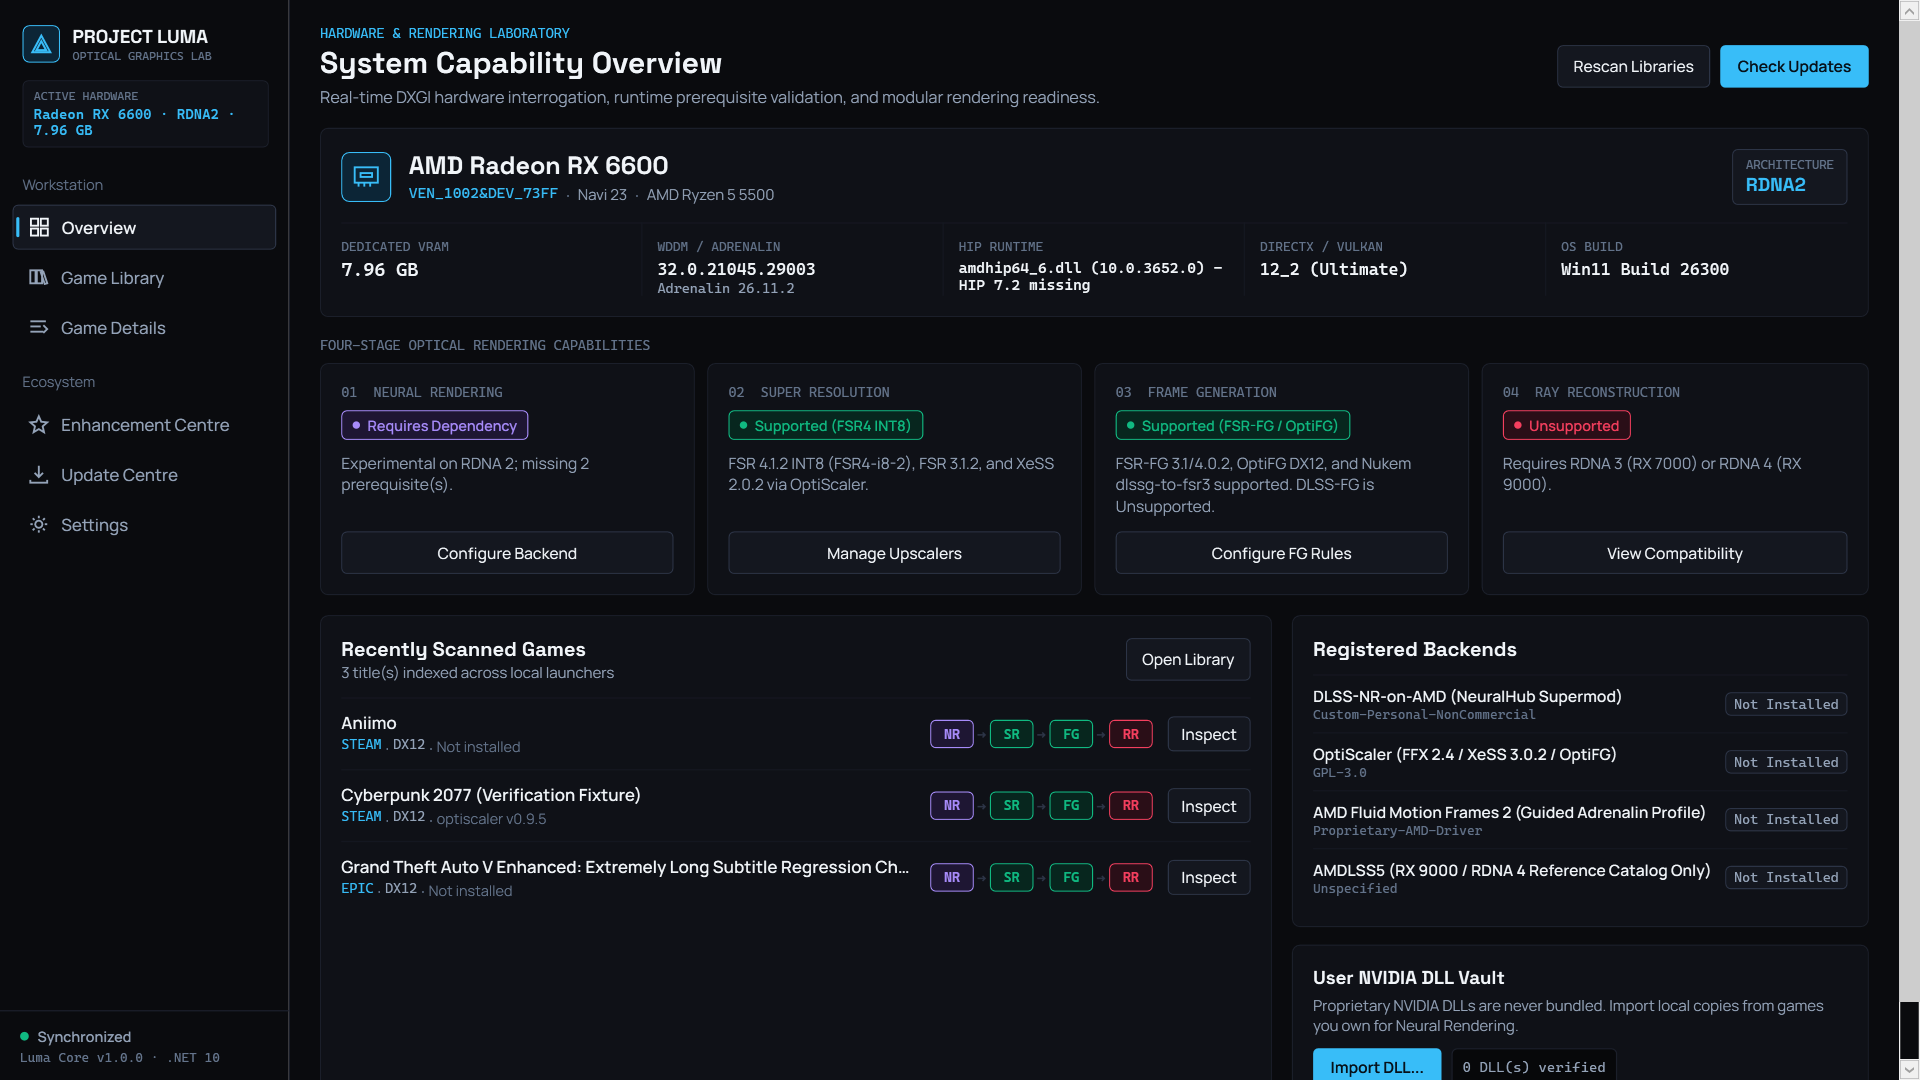 PROJECT LUMA
OPTICAL GRAPHICS LAB
ACTIVE HARDWARE
Radeon RX 6600 · RDNA2 ·
7.96 GB
Workstation
Overview
Game Library
Game Details
Ecosystem
Enhancement Centre
Update Centre
Settings
Synchronized
Luma Core v1.0.0 · .NET 10
HARDWARE & RENDERING LABORATORY
System Capability Overview
Real-time DXGI hardware interrogation, runtime prerequisite validation, and modular rendering readiness.
Rescan Libraries
Check Updates
AMD Radeon RX 6600
VEN_1002&DEV_73FF · Navi 23 · AMD Ryzen 5 5500
ARCHITECTURE
RDNA2
DEDICATED VRAM
7.96 GB
WDDM / ADRENALIN
32.0.21045.29003
Adrenalin 26.11.2
HIP RUNTIME
amdhip64_6.dll (10.0.3652.0) –
HIP 7.2 missing
DIRECTX / VULKAN
12_2 (Ultimate)
OS BUILD
Win11 Build 26300
FOUR-STAGE OPTICAL RENDERING CAPABILITIES
01 NEURAL RENDERING
Requires Dependency
Experimental on RDNA 2; missing 2
prerequisite(s).
Configure Backend
02 SUPER RESOLUTION
Supported (FSR4 INT8)
FSR 4.1.2 INT8 (FSR4-i8-2), FSR 3.1.2, and XeSS
2.0.2 via OptiScaler.
Manage Upscalers
03 FRAME GENERATION
Supported (FSR-FG / OptiFG)
FSR-FG 3.1/4.0.2, OptiFG DX12, and Nukem
dlssg-to-fsr3 supported. DLSS-FG is
Unsupported.
Configure FG Rules
04 RAY RECONSTRUCTION
Unsupported
Requires RDNA 3 (RX 7000) or RDNA 4 (RX
9000).
View Compatibility
Recently Scanned Games
3 title(s) indexed across local launchers
Open Library
Aniimo
STEAM . DX12 . Not installed
NR → SR → FG → RR
Inspect
Cyberpunk 2077 (Verification Fixture)
STEAM . DX12 . optiscaler v0.9.5
NR → SR → FG → RR
Inspect
Grand Theft Auto V Enhanced: Extremely Long Subtitle Regression Ch...
EPIC . DX12 . Not installed
NR → SR → FG → RR
Inspect
Registered Backends
DLSS-NR-on-AMD (NeuralHub Supermod)
Custom-Personal-NonCommercial
Not Installed
OptiScaler (FFX 2.4 / XeSS 3.0.2 / OptiFG)
GPL-3.0
Not Installed
AMD Fluid Motion Frames 2 (Guided Adrenalin Profile)
Proprietary-AMD-Driver
Not Installed
AMDLSS5 (RX 9000 / RDNA 4 Reference Catalog Only)
Unspecified
Not Installed
User NVIDIA DLL Vault
Proprietary NVIDIA DLLs are never bundled. Import local copies from games
you own for Neural Rendering.
Import DLL...
0 DLL(s) verified